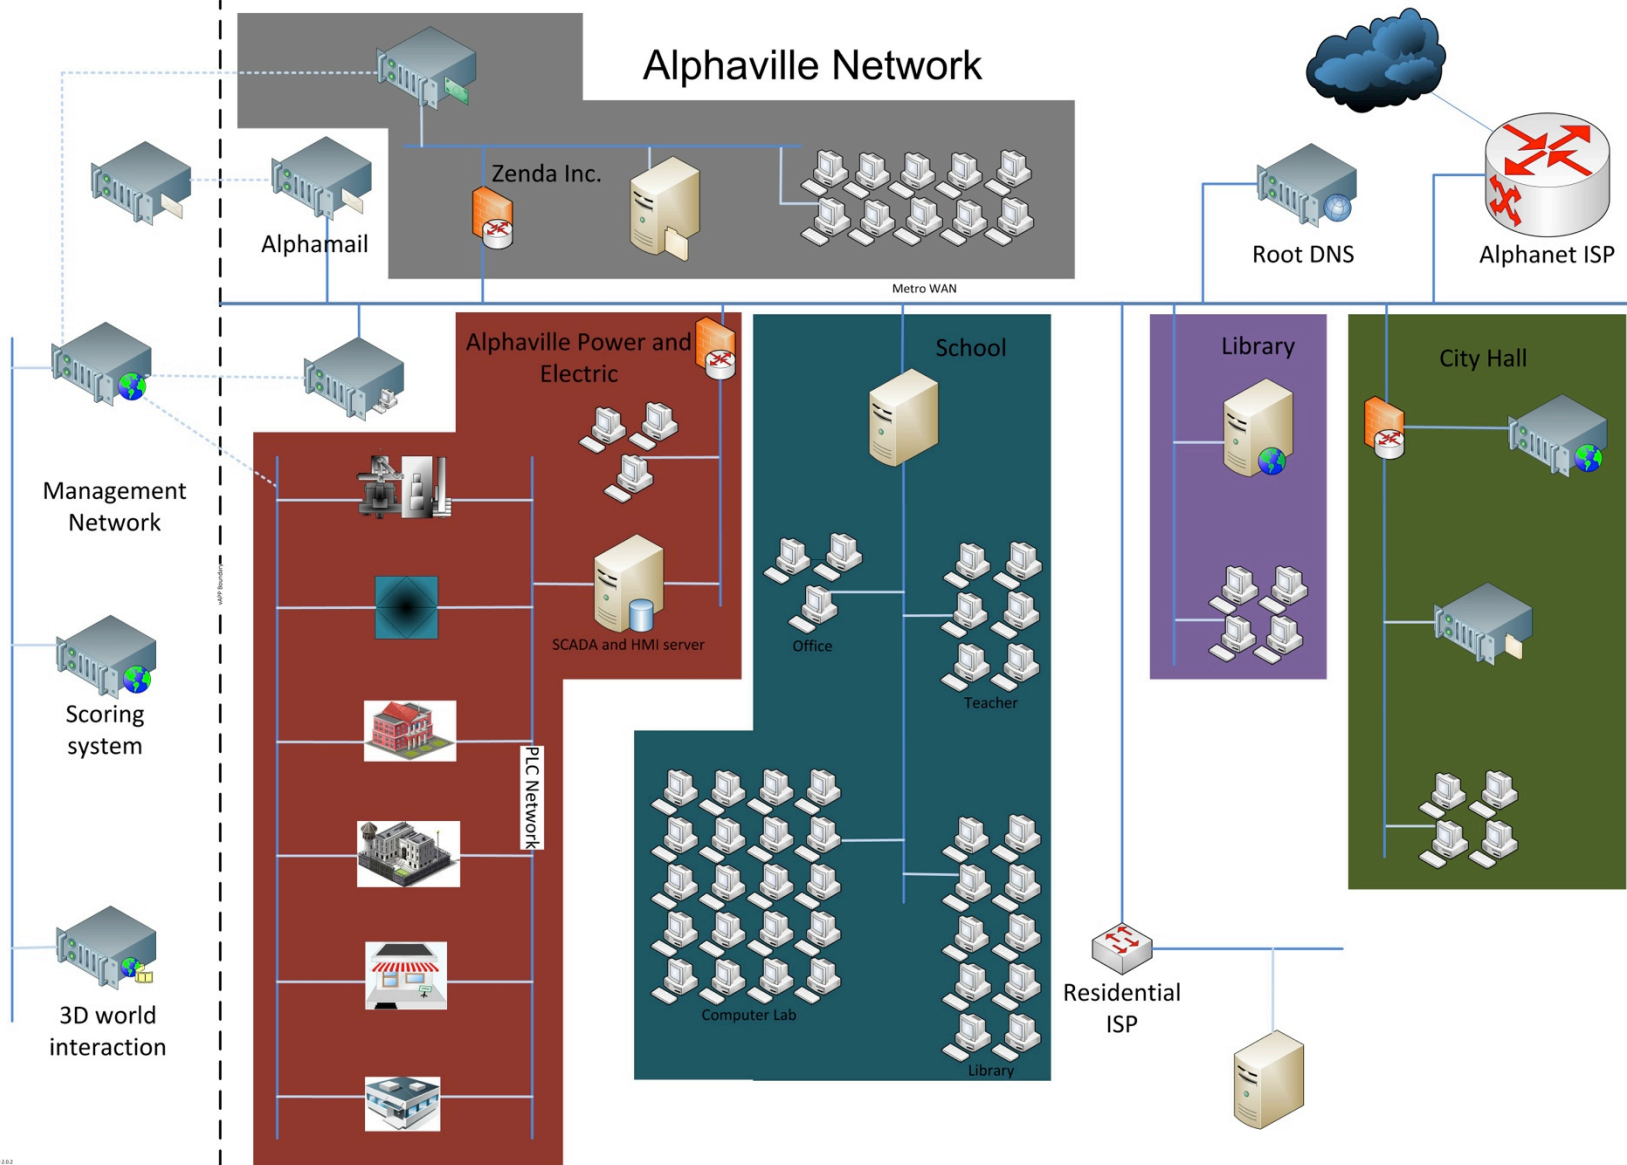 Alphaville Network
Zenda Inc.
Alphamail
Root DNS
Alphanet ISP
Metro WAN
Alphaville Power and
Electric
School
Library
City Hall
Management
Network
vAPP Boundary
SCADA and HMI server
Office
Teacher
Scoring
system
PLC Network
Computer Lab
Library
Residential
ISP
3D world
interaction